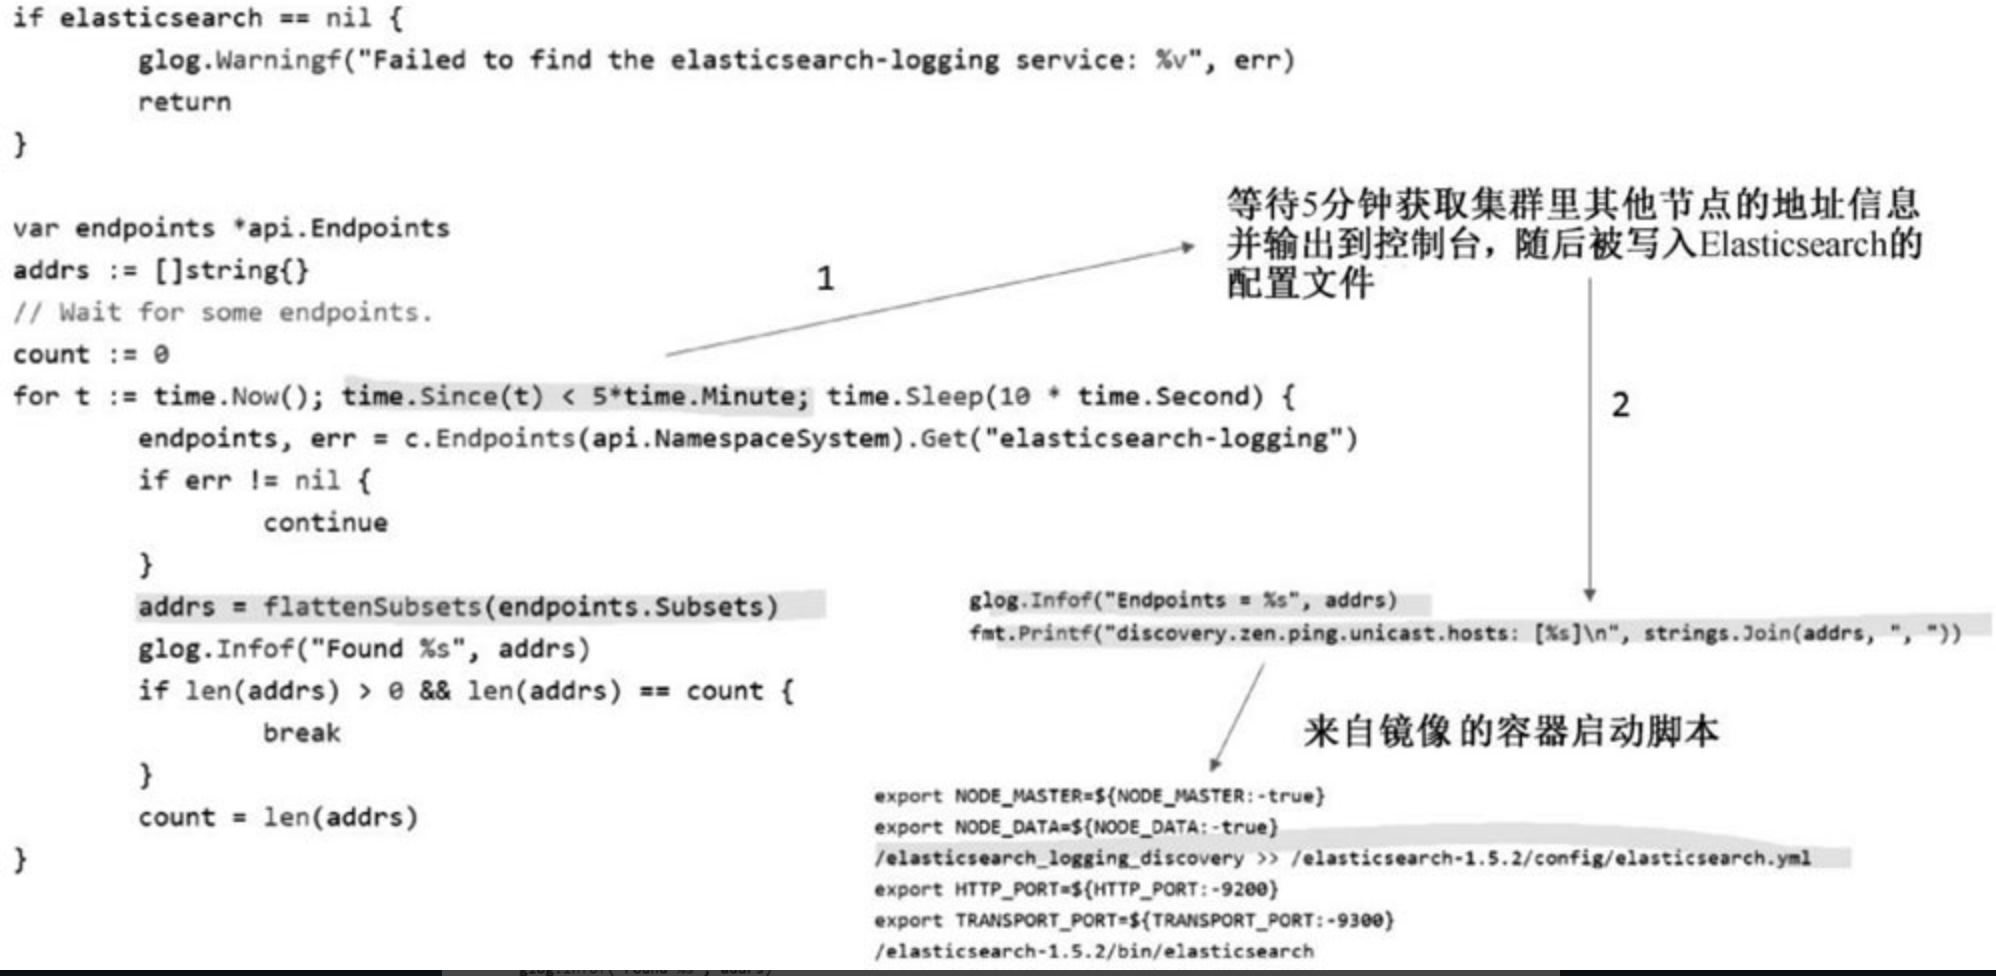 if elasticsearch == nil {
glog.Warningf("Failed to find the elasticsearch-logging service: %v", err)
return
}
var endpoints *api.Endpoints
addrs := []string{}
// Wait for some endpoints.
count := 0
for t := time.Now(); time.Since(t) < 5*time.Minute; time.Sleep(10 * time.Second) {
endpoints, err = c.Endpoints(api.NamespaceSystem).Get("elasticsearch-logging")
if err != nil {
continue
}
addrs = flattenSubsets(endpoints.Subsets)
glog.Infof("Found %s", addrs)
if len(addrs) > 0 && len(addrs) == count {
break
}
count = len(addrs)
}
1
等待5分钟获取集群里其他节点的地址信息
并输出到控制台，随后被写入Elasticsearch的
配置文件
2
glog.Infof("Endpoints = %s", addrs)
fmt.Printf("discovery.zen.ping.unicast.hosts: [%s]\n", strings.Join(addrs, ", "))
来自镜像的容器启动脚本
export NODE_MASTER=${NODE_MASTER:-true}
export NODE_DATA=${NODE_DATA:-true}
/elasticsearch_logging_discovery >> /elasticsearch-1.5.2/config/elasticsearch.yml
export HTTP_PORT=${HTTP_PORT:-9200}
export TRANSPORT_PORT=${TRANSPORT_PORT:-9300}
/elasticsearch-1.5.2/bin/elasticsearch